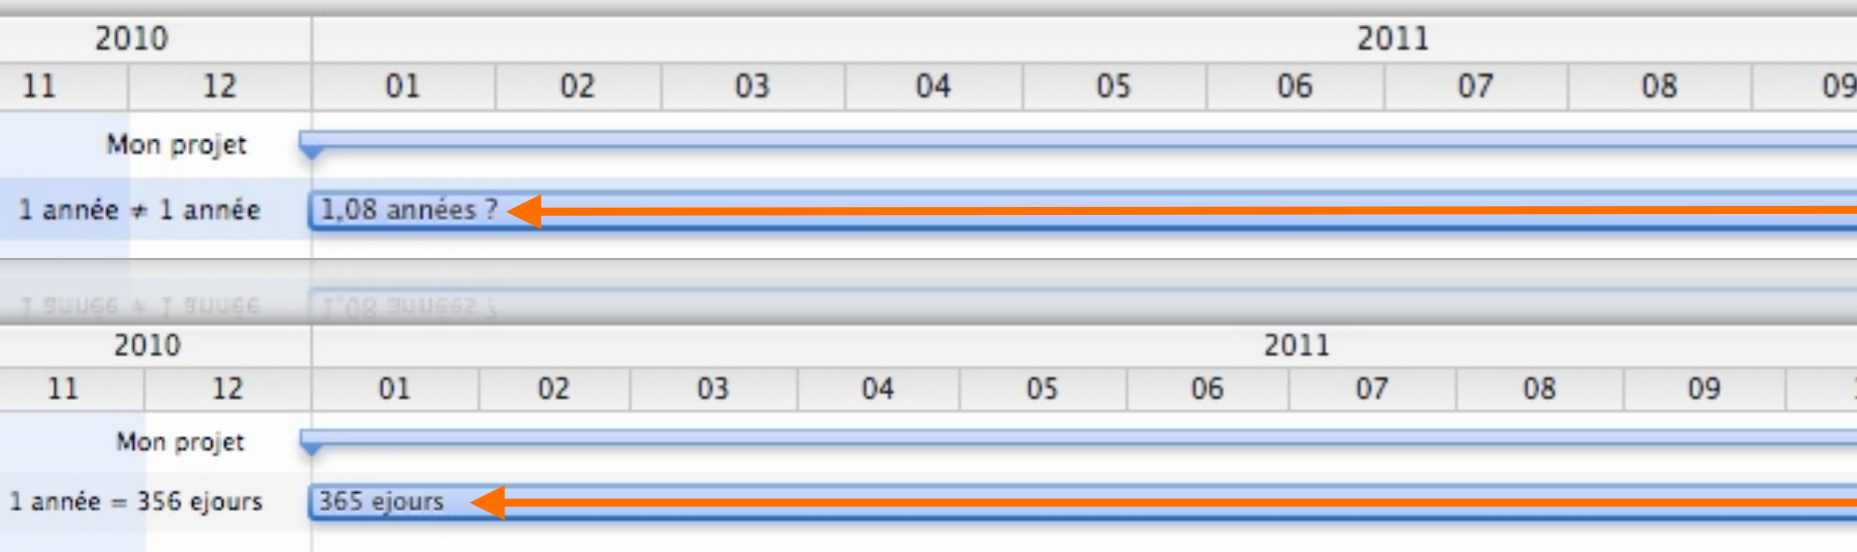 2010 2011
11 12 01 02 03 04 05 06 07 08 09
Mon projet
1 année ≠ 1 année 1,08 années ?
2010 2011
11 12 01 02 03 04 05 06 07 08 09
Mon projet
1 année = 356 ejours 365 ejours